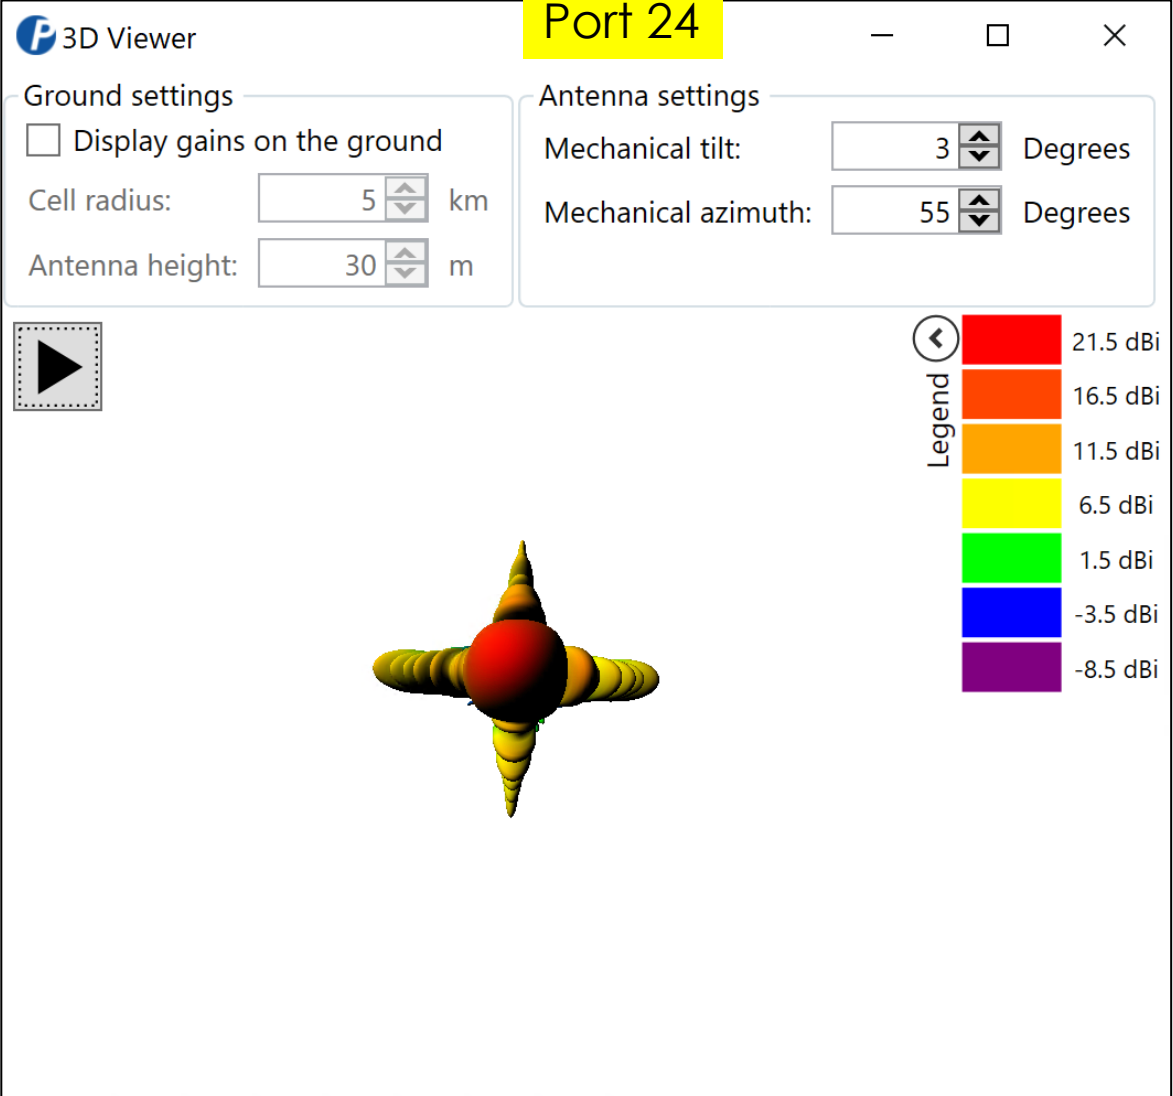 Port 24
3D Viewer
Ground settings
Display gains on the ground
Cell radius: 5 km
Antenna height: 30 m
Antenna settings
Mechanical tilt: 3 Degrees
Mechanical azimuth: 55 Degrees
Legend
21.5 dBi
16.5 dBi
11.5 dBi
6.5 dBi
1.5 dBi
-3.5 dBi
-8.5 dBi